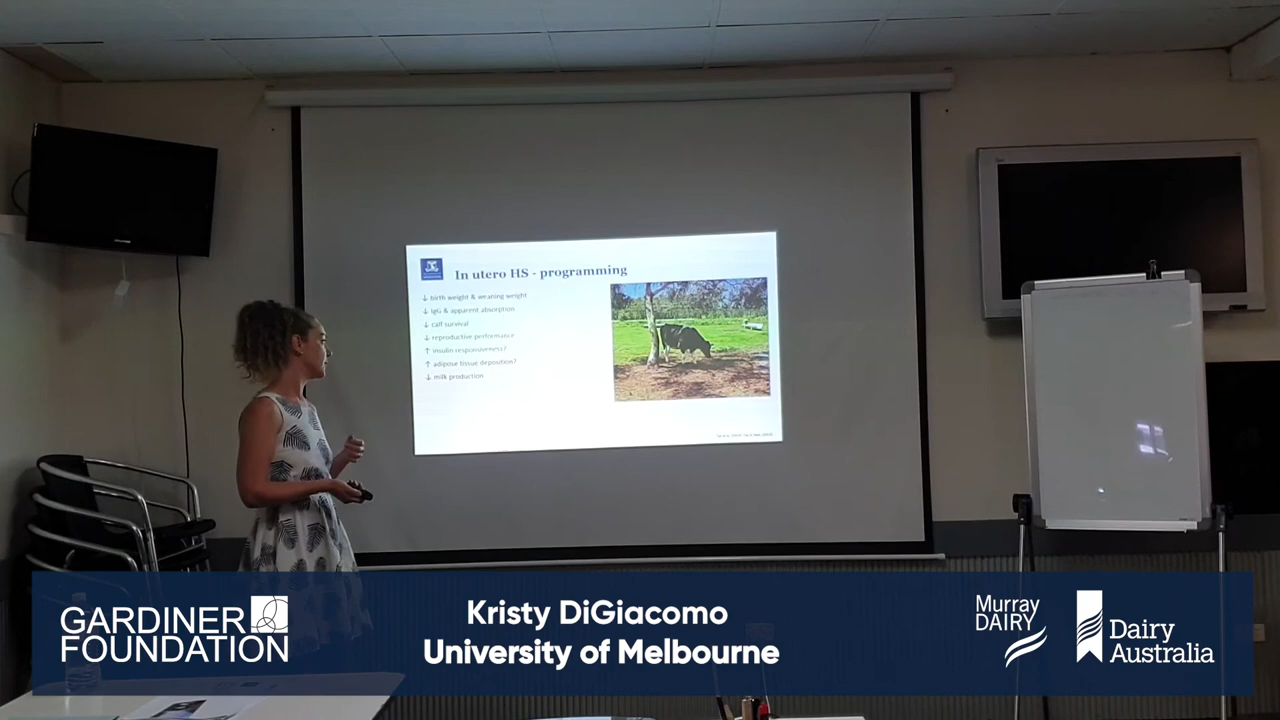 In utero HS - programming
↓ birth weight & weaning weight
↓ IgG & apparent absorption
↓ calf survival
↓ reproductive performance
↑ insulin responsiveness?
↑ adipose tissue deposition?
↓ milk production
GARDINER
FOUNDATION
Kristy DiGiacomo
University of Melbourne
Murray
DAIRY
Dairy
Australia